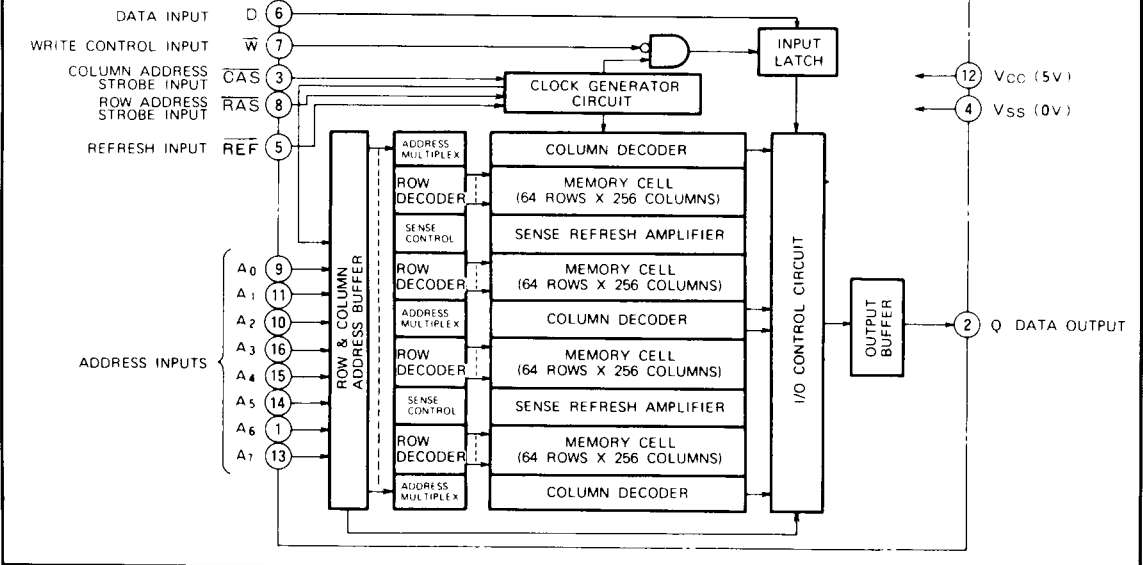 DATA INPUT D 6
WRITE CONTROL INPUT W̅ 7
COLUMN ADDRESS
STROBE INPUT C̅A̅S̅ 3
ROW ADDRESS
STROBE INPUT R̅A̅S̅ 8
REFRESH INPUT R̅E̅F̅ 5
INPUT
LATCH
CLOCK GENERATOR
CIRCUIT
12 VCC (5V)
4 VSS (0V)
ADDRESS INPUTS
A0 9
A1 11
A2 10
A3 16
A4 15
A5 14
A6 1
A7 13
ROW & COLUMN
ADDRESS BUFFER
ADDRESS
MULTIPLEX
ROW
DECODER
SENSE
CONTROL
ROW
DECODER
ADDRESS
MULTIPLEX
ROW
DECODER
SENSE
CONTROL
ROW
DECODER
ADDRESS
MULTIPLEX
COLUMN DECODER
MEMORY CELL
(64 ROWS X 256 COLUMNS)
SENSE REFRESH AMPLIFIER
MEMORY CELL
(64 ROWS X 256 COLUMNS)
COLUMN DECODER
MEMORY CELL
(64 ROWS X 256 COLUMNS)
SENSE REFRESH AMPLIFIER
MEMORY CELL
(64 ROWS X 256 COLUMNS)
COLUMN DECODER
I/O CONTROL CIRCUIT
OUTPUT
BUFFER
2 Q DATA OUTPUT